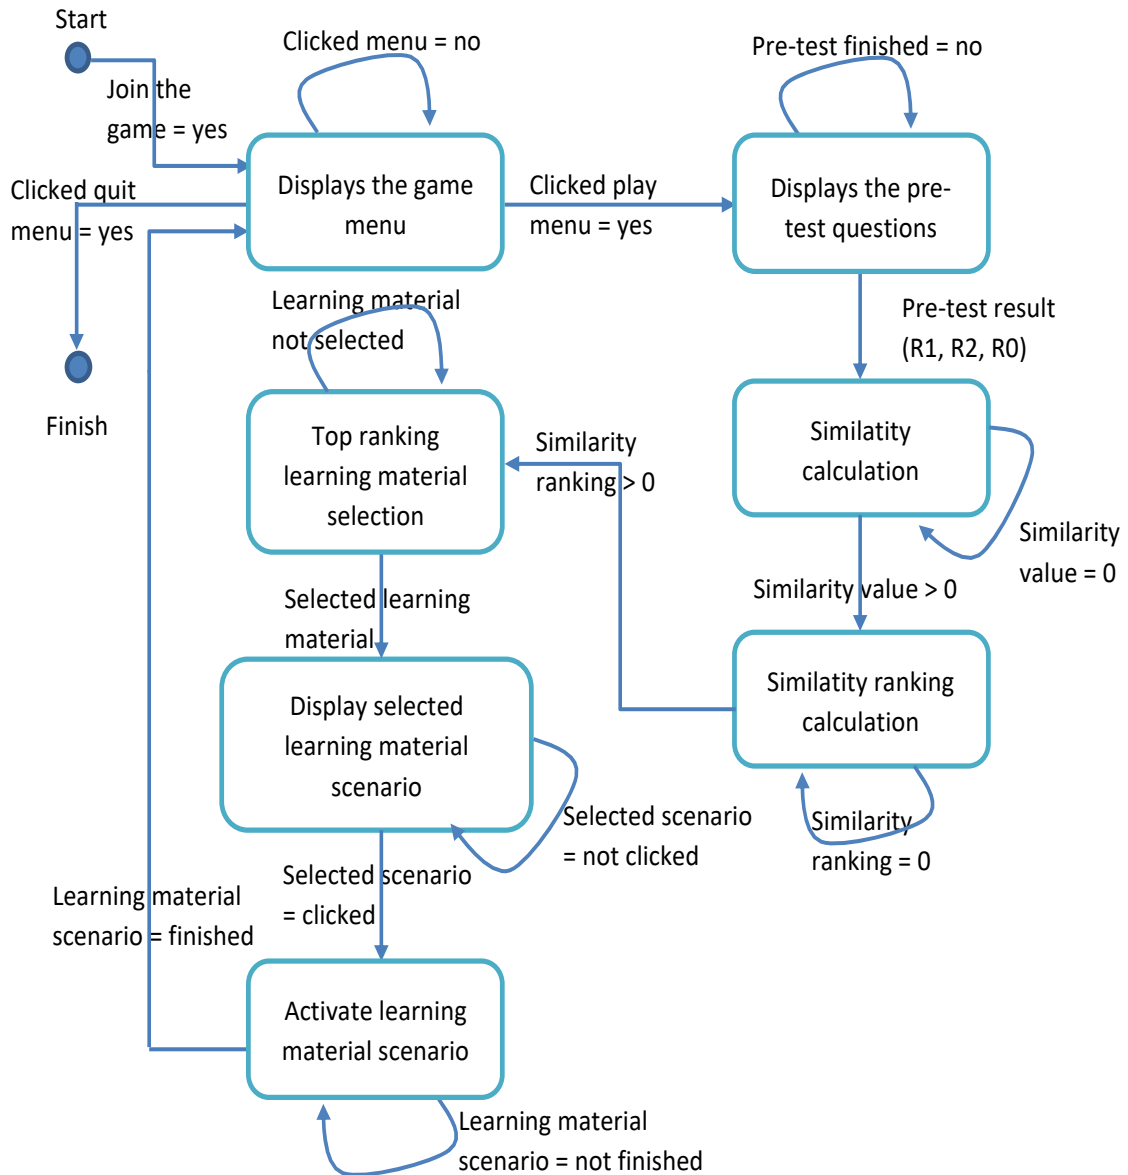 Start
Clicked menu = no
Pre-test finished = no
Join the
game = yes
Clicked quit
menu = yes
Displays the game
menu
Clicked play
menu = yes
Displays the pre-
test questions
Learning material
not selected
Pre-test result
(R1, R2, R0)
Finish
Top ranking
learning material
selection
Similarity
ranking > 0
Similatity
calculation
Similarity
value = 0
Selected learning
material
Similarity value > 0
Display selected
learning material
scenario
Similatity ranking
calculation
Selected scenario
= not clicked
Similarity
ranking = 0
Learning material
scenario = finished
Selected scenario
= clicked
Activate learning
material scenario
Learning material
scenario = not finished